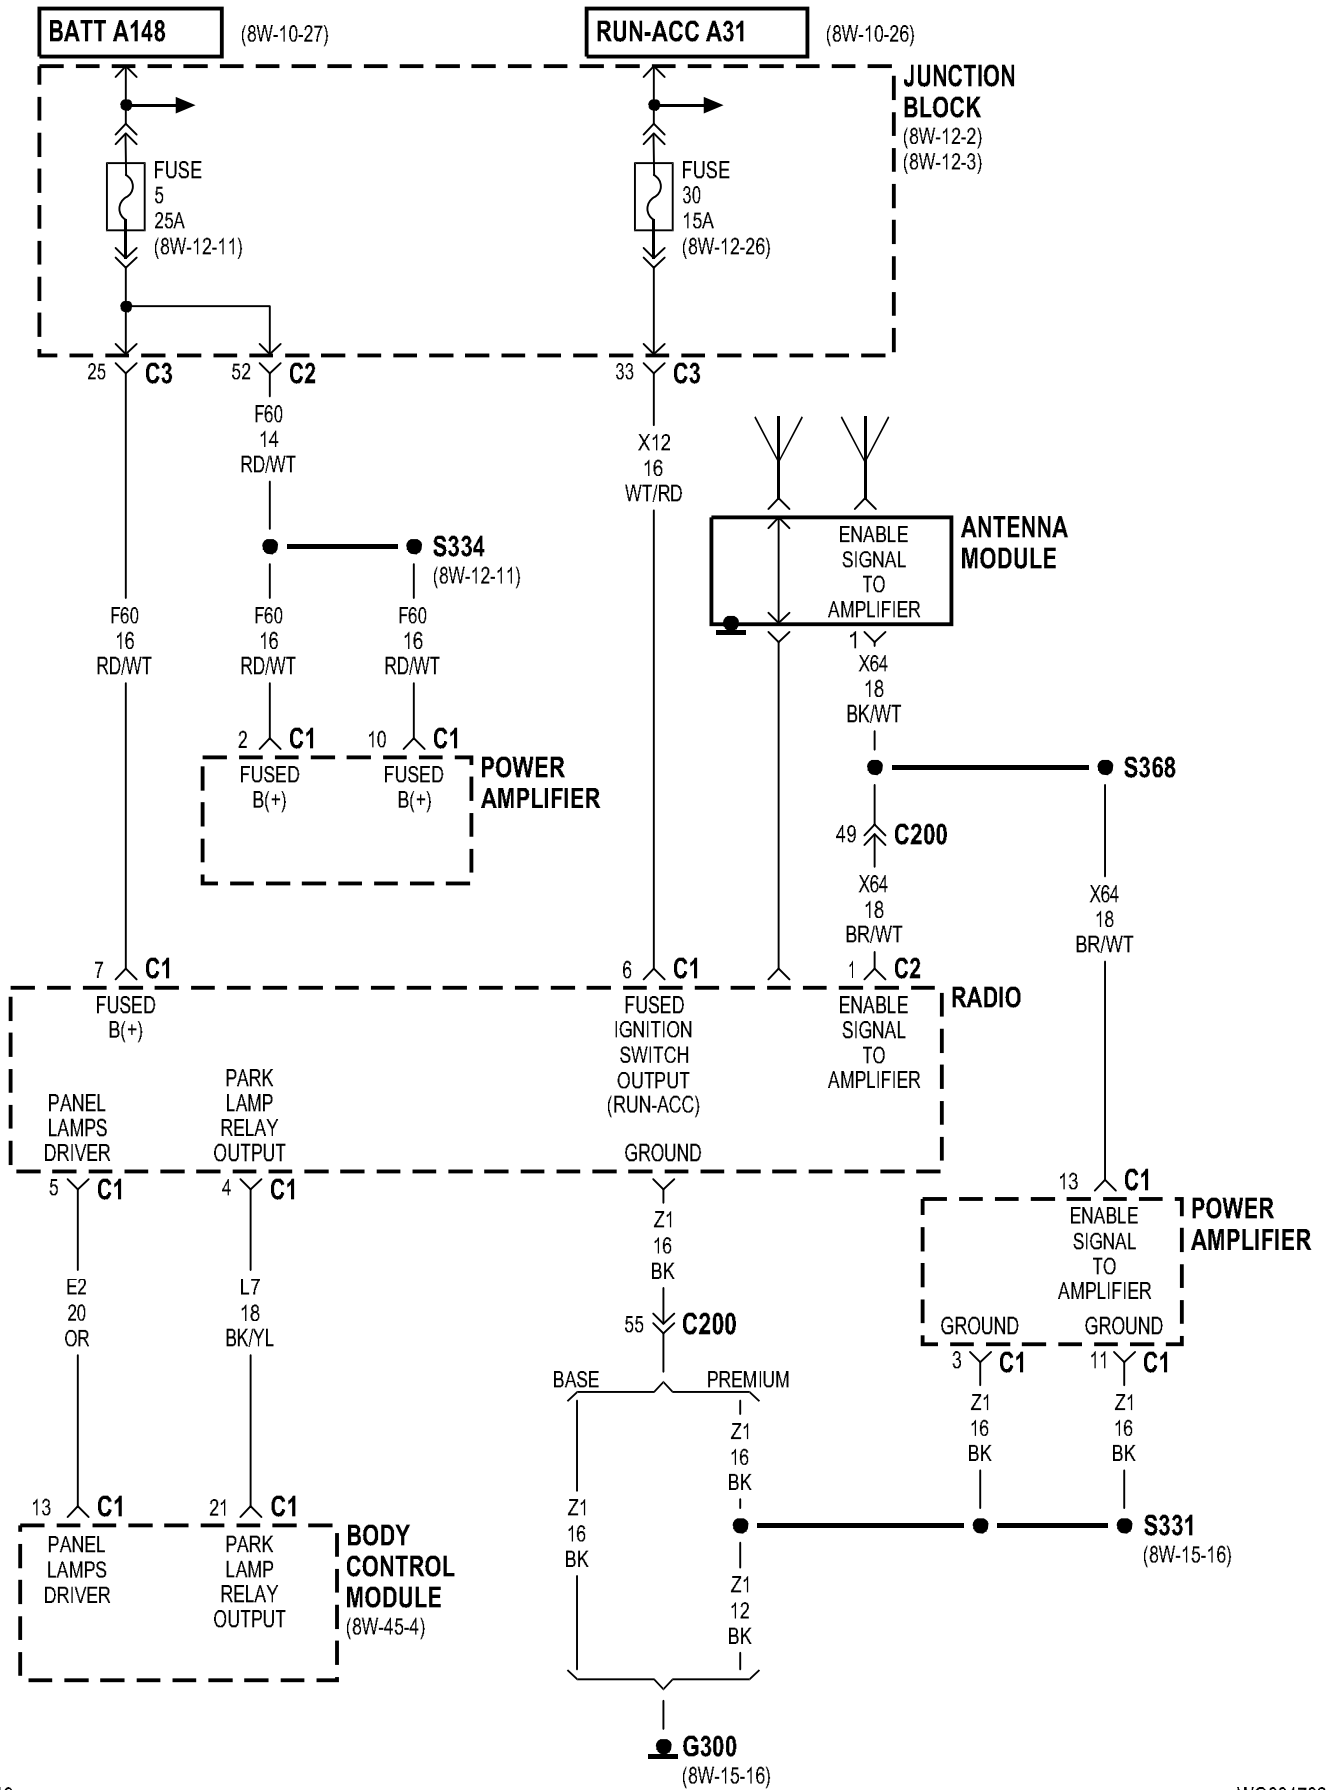 BATT A148 (8W-10-27)
RUN-ACC A31 (8W-10-26)
JUNCTION
BLOCK
(8W-12-2)
(8W-12-3)
FUSE
5
25A
(8W-12-11)
FUSE
30
15A
(8W-12-26)
25 C3
52 C2
33 C3
F60
14
RD/WT
X12
16
WT/RD
S334
(8W-12-11)
ENABLE
SIGNAL
TO
AMPLIFIER
ANTENNA
MODULE
F60
16
RD/WT
F60
16
RD/WT
F60
16
RD/WT
1
X64
18
BK/WT
2 C1
10 C1
FUSED
B(+)
FUSED
B(+)
POWER
AMPLIFIER
S368
49 C200
X64
18
BR/WT
X64
18
BR/WT
7 C1
6 C1
1 C2
RADIO
FUSED
B(+)
FUSED
IGNITION
SWITCH
OUTPUT
(RUN-ACC)
ENABLE
SIGNAL
TO
AMPLIFIER
PANEL
LAMPS
DRIVER
PARK
LAMP
RELAY
OUTPUT
GROUND
5 C1
4 C1
13 C1
Z1
16
BK
ENABLE
SIGNAL
TO
AMPLIFIER
POWER
AMPLIFIER
GROUND
GROUND
E2
20
OR
L7
18
BK/YL
55 C200
3 C1
11 C1
BASE
PREMIUM
Z1
16
BK
Z1
16
BK
Z1
16
BK
Z1
16
BK
13 C1
21 C1
S331
(8W-15-16)
PANEL
LAMPS
DRIVER
PARK
LAMP
RELAY
OUTPUT
BODY
CONTROL
MODULE
(8W-45-4)
Z1
12
BK
G300
(8W-15-16)